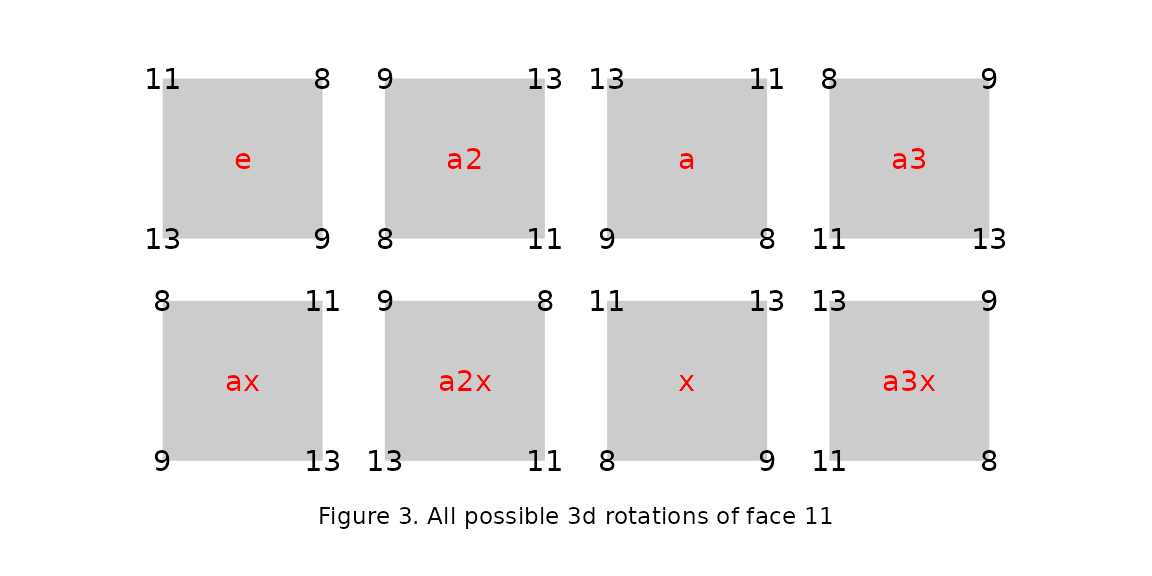 11 8 9 13 13 11 8 9
e a2 a a3
13 9 8 11 9 8 11 13
8 11 9 8 11 13 13 9
ax a2x x a3x
9 13 13 11 8 9 11 8
Figure 3. All possible 3d rotations of face 11